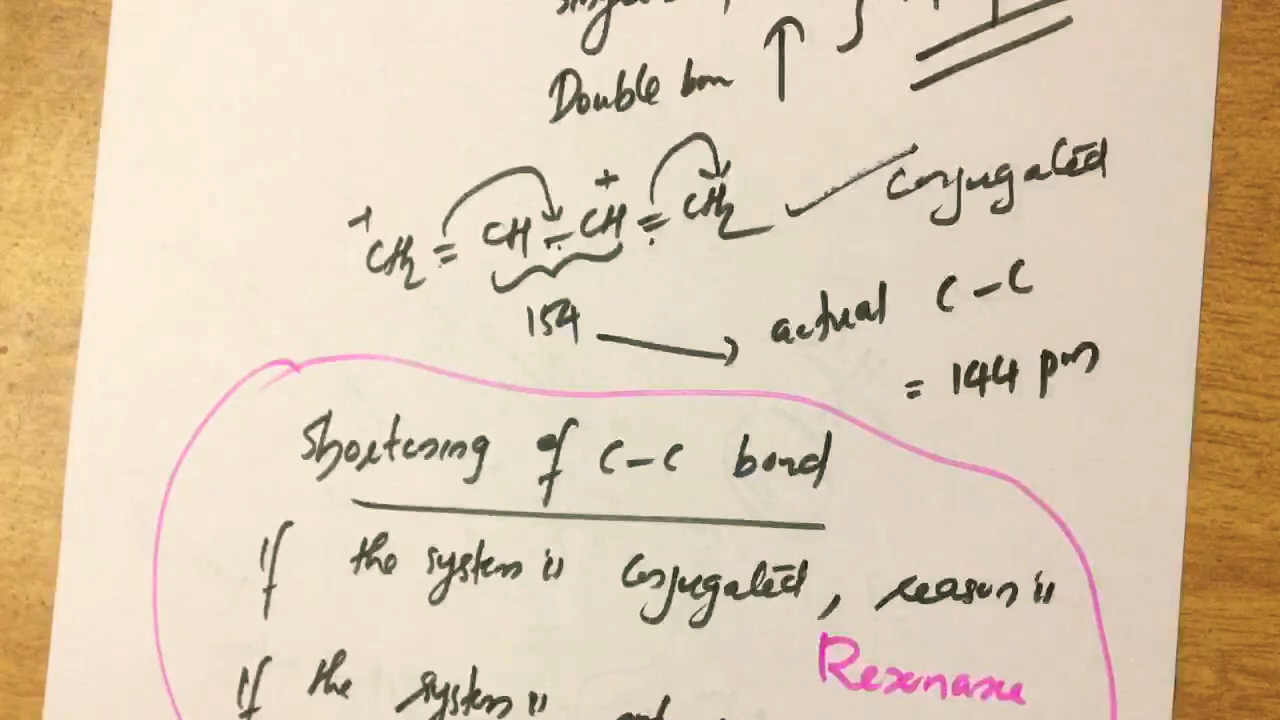 Double bon ↑
+CH2 = CH - CH+ = CH2 conjugated
154 → actual C-C
= 144 pm
Shortening of C-C bond
If the system is conjugated, reason is
Resonance
If the system is